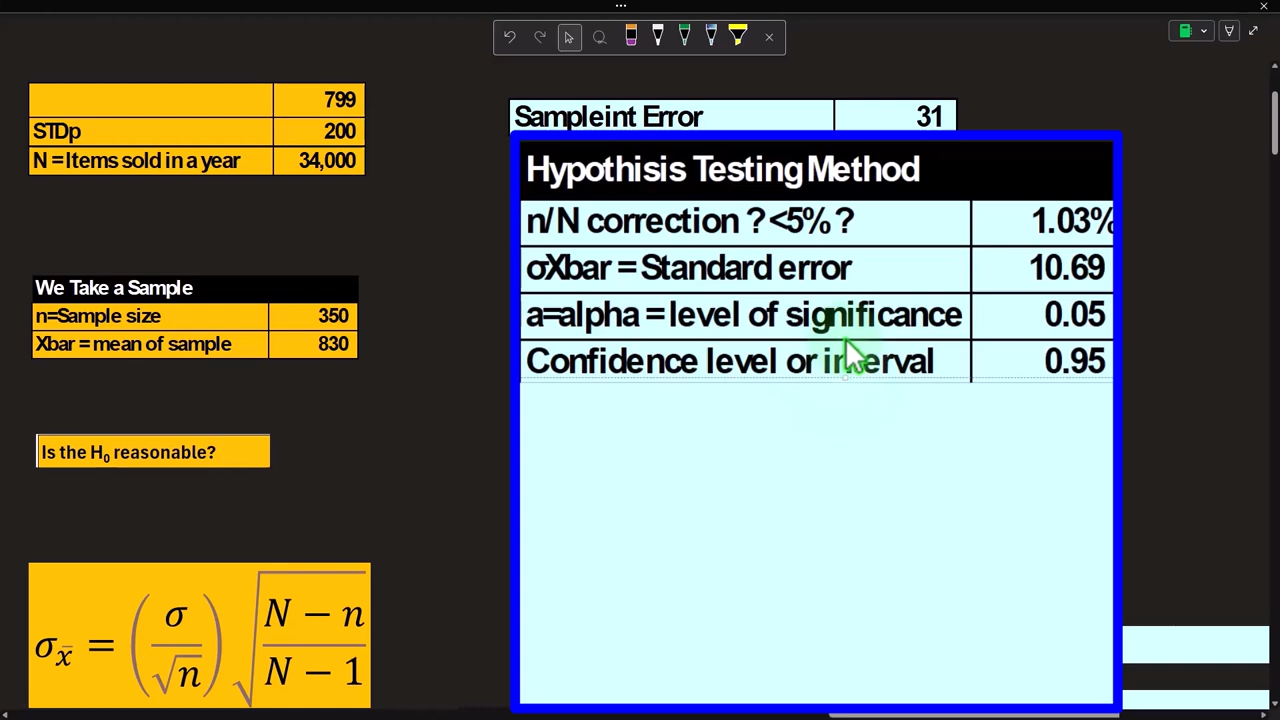 799
STDp 200
N = Items sold in a year 34,000
We Take a Sample
n=Sample size 350
Xbar = mean of sample 830
Is the H₀ reasonable?
σx̄ = (σ/√n) √(N − n/N − 1)
Sampleint Error 31
Hypothisis Testing Method
n/N correction ? <5% ? 1.03%
σXbar = Standard error 10.69
a=alpha = level of significance 0.05
Confidence level or interval 0.95